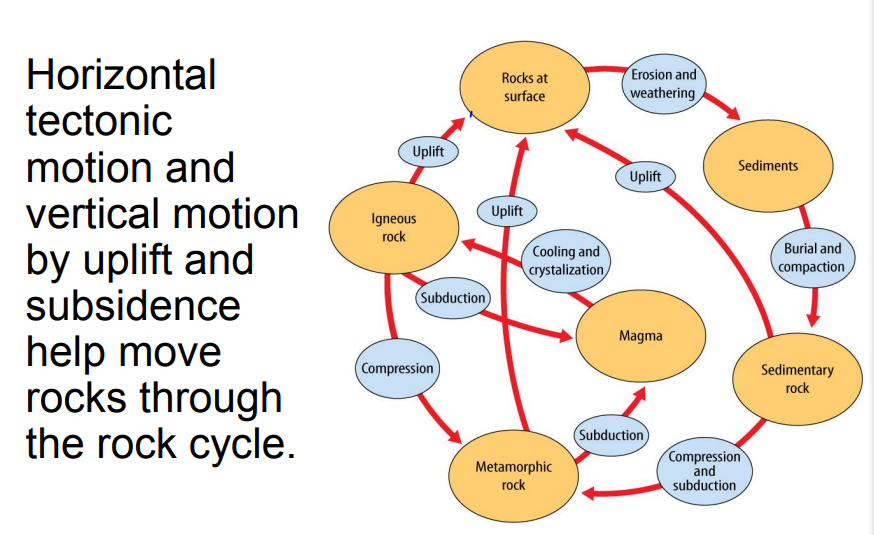 Horizontal
tectonic
motion and
vertical motion
by uplift and
subsidence
help move
rocks through
the rock cycle.
Rocks at
surface
Erosion and
weathering
Uplift
Sediments
Uplift
Uplift
Igneous
rock
Cooling and
crystalization
Burial and
compaction
Subduction
Magma
Compression
Sedimentary
rock
Subduction
Metamorphic
rock
Compression
and
subduction